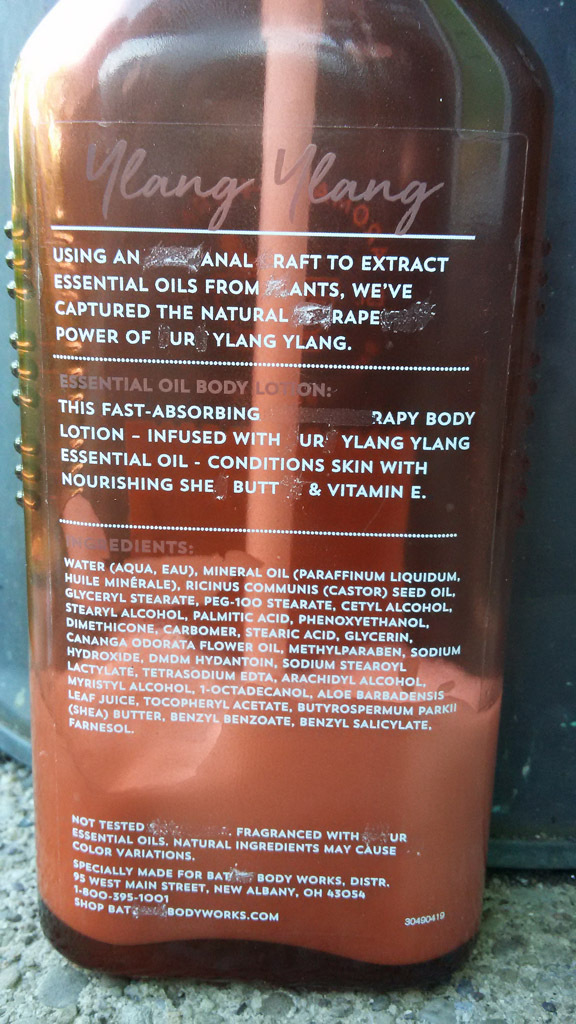 Ylang Ylang
USING AN ANAL RAFT TO EXTRACT
ESSENTIAL OILS FROM ANTS, WE'VE
CAPTURED THE NATURAL RAPE
POWER OF UR YLANG YLANG.
ESSENTIAL OIL BODY LOTION:
THIS FAST-ABSORBING RAPY BODY
LOTION – INFUSED WITH UR YLANG YLANG
ESSENTIAL OIL - CONDITIONS SKIN WITH
NOURISHING SHE BUTT & VITAMIN E.
INGREDIENTS:
WATER (AQUA, EAU), MINERAL OIL (PARAFFINUM LIQUIDUM,
HUILE MINÉRALE), RICINUS COMMUNIS (CASTOR) SEED OIL,
GLYCERYL STEARATE, PEG-100 STEARATE, CETYL ALCOHOL,
STEARYL ALCOHOL, PALMITIC ACID, PHENOXYETHANOL,
DIMETHICONE, CARBOMER, STEARIC ACID, GLYCERIN,
CANANGA ODORATA FLOWER OIL, METHYLPARABEN, SODIUM
HYDROXIDE, DMDM HYDANTOIN, SODIUM STEAROYL
LACTYLATE, TETRASODIUM EDTA, ARACHIDYL ALCOHOL,
MYRISTYL ALCOHOL, 1-OCTADECANOL, ALOE BARBADENSIS
LEAF JUICE, TOCOPHERYL ACETATE, BUTYROSPERMUM PARKII
(SHEA) BUTTER, BENZYL BENZOATE, BENZYL SALICYLATE,
FARNESOL.
NOT TESTED . FRAGRANCED WITH UR
ESSENTIAL OILS. NATURAL INGREDIENTS MAY CAUSE
COLOR VARIATIONS.
SPECIALLY MADE FOR BAT BODY WORKS, DISTR.
95 WEST MAIN STREET, NEW ALBANY, OH 43054
1-800-395-1001
SHOP BAT BODYWORKS.COM
30490419